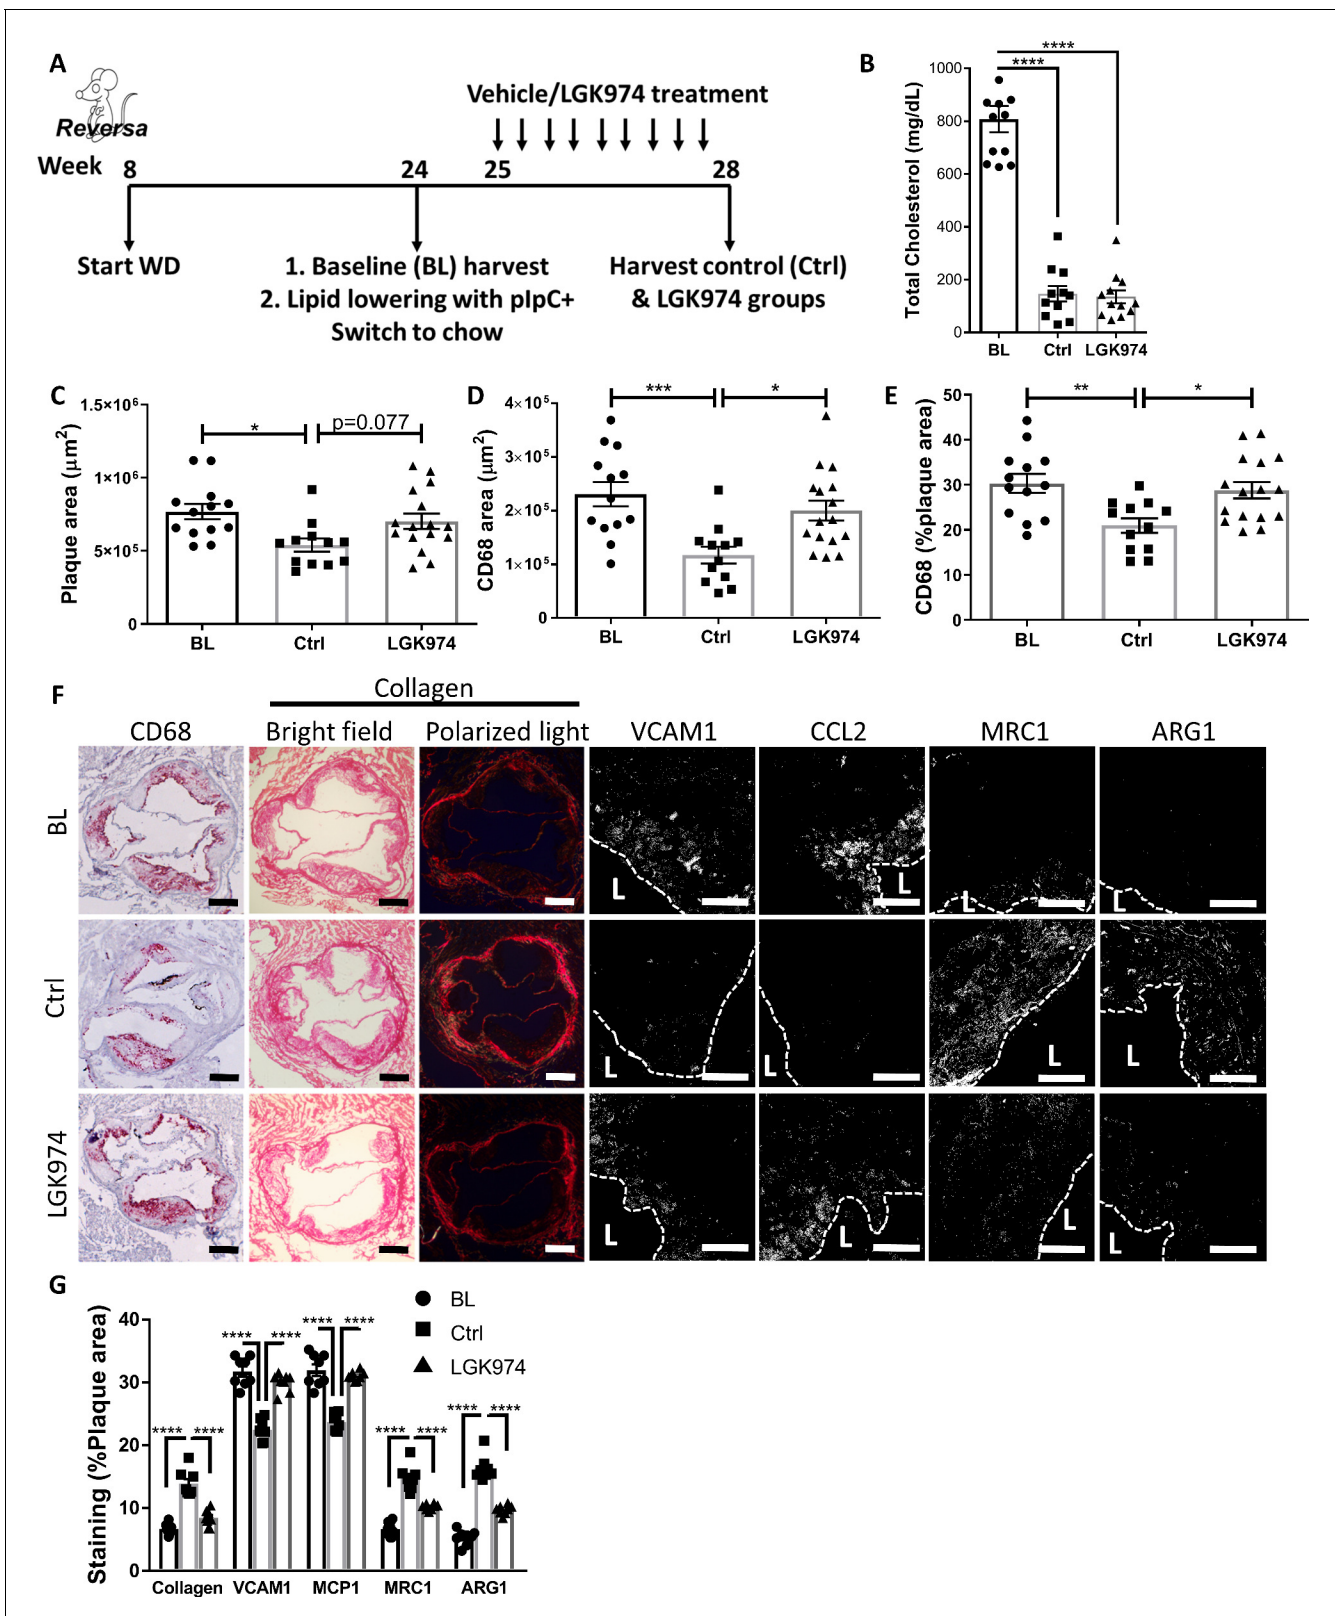 A
Reversa
Vehicle/LGK974 treatment
Week 8 24 25 28
Start WD
1. Baseline (BL) harvest
2. Lipid lowering with pIpC+
Switch to chow
Harvest control (Ctrl)
& LGK974 groups
B
****
****
Total Cholesterol (mg/dL)
1000
800
600
400
200
0
BL Ctrl LGK974
C
Plaque area (μm²)
1.5×10⁶
1×10⁶
5×10⁵
0
* p=0.077
BL Ctrl LGK974
D
CD68 area (μm²)
4×10⁵
3×10⁵
2×10⁵
1×10⁵
0
*** *
BL Ctrl LGK974
E
CD68 (%plaque area)
50
40
30
20
10
0
** *
BL Ctrl LGK974
F
Collagen
CD68 Bright field Polarized light VCAM1 CCL2 MRC1 ARG1
BL
L L L L
Ctrl
L L L L
LGK974
L L L L
G
BL
Ctrl
LGK974
Staining (%Plaque area)
40
30
20
10
0
**** ****
**** ****
**** ****
**** ****
**** ****
Collagen VCAM1 MCP1 MRC1 ARG1